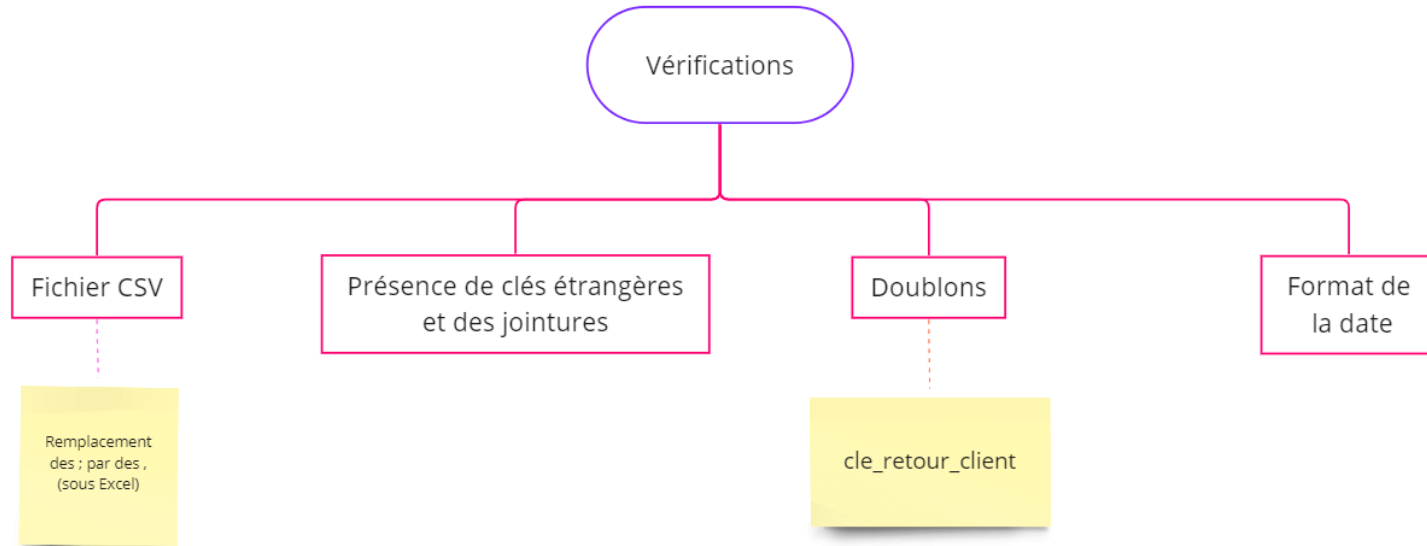 Vérifications
Fichier CSV
Présence de clés étrangères
et des jointures
Doublons
Format de
la date
Remplacement
des ; par des ,
(sous Excel)
cle_retour_client